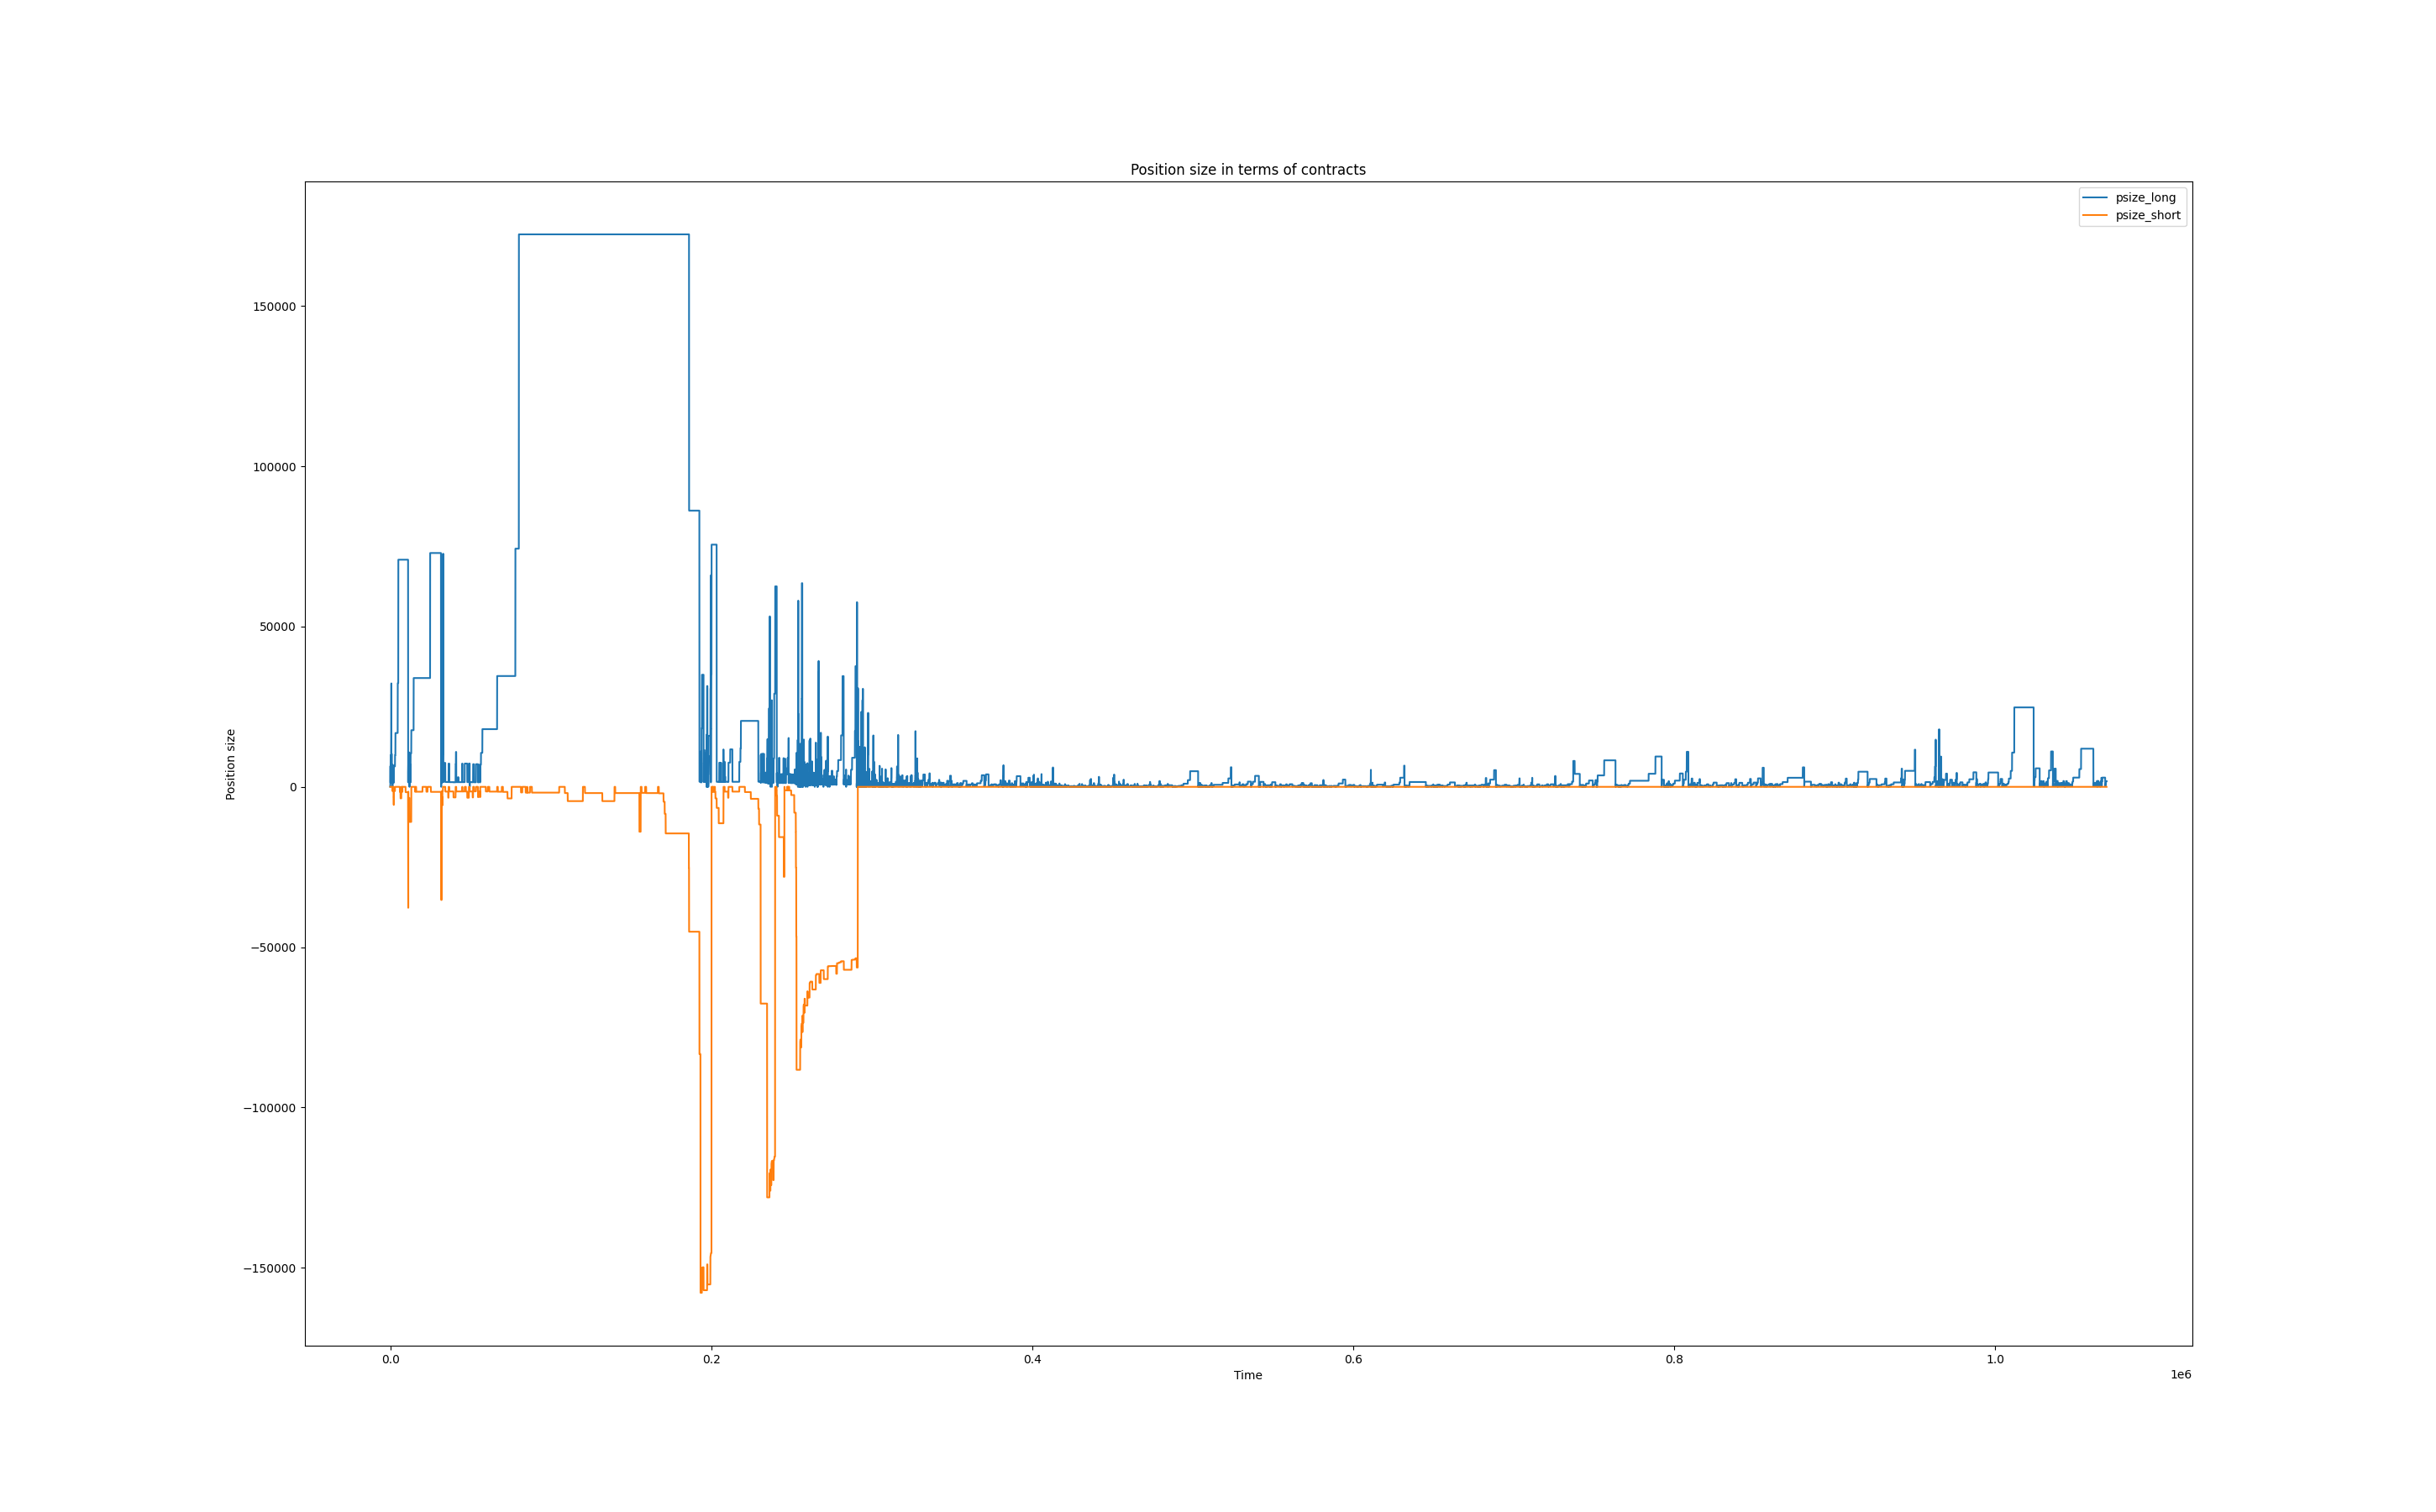 Position size in terms of contracts
psize_long
psize_short
150000
100000
50000
0
−50000
−100000
−150000
Position size
0.0 0.2 0.4 0.6 0.8 1.0
Time
1e6